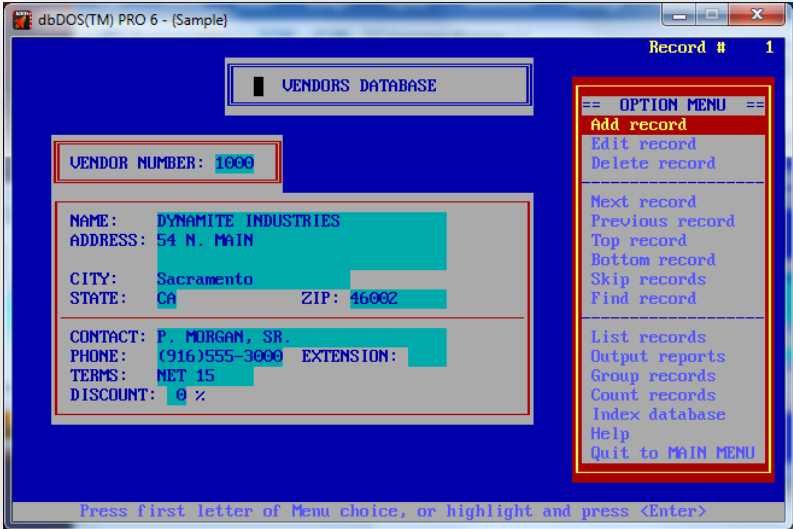 dbDOS(TM) PRO 6 - {Sample}
Record # 1
VENDORS DATABASE
VENDOR NUMBER: 1000
NAME: DYNAMITE INDUSTRIES
ADDRESS: 54 N. MAIN
CITY: Sacramento
STATE: CA ZIP: 46002
CONTACT: P. MORGAN, SR.
PHONE: (916)555-3000 EXTENSION:
TERMS: NET 15
DISCOUNT: 0 %
== OPTION MENU ==
Add record
Edit record
Delete record
Next record
Previous record
Top record
Bottom record
Skip records
Find record
List records
Output reports
Group records
Count records
Index database
Help
Quit to MAIN MENU
Press first letter of Menu choice, or highlight and press <Enter>